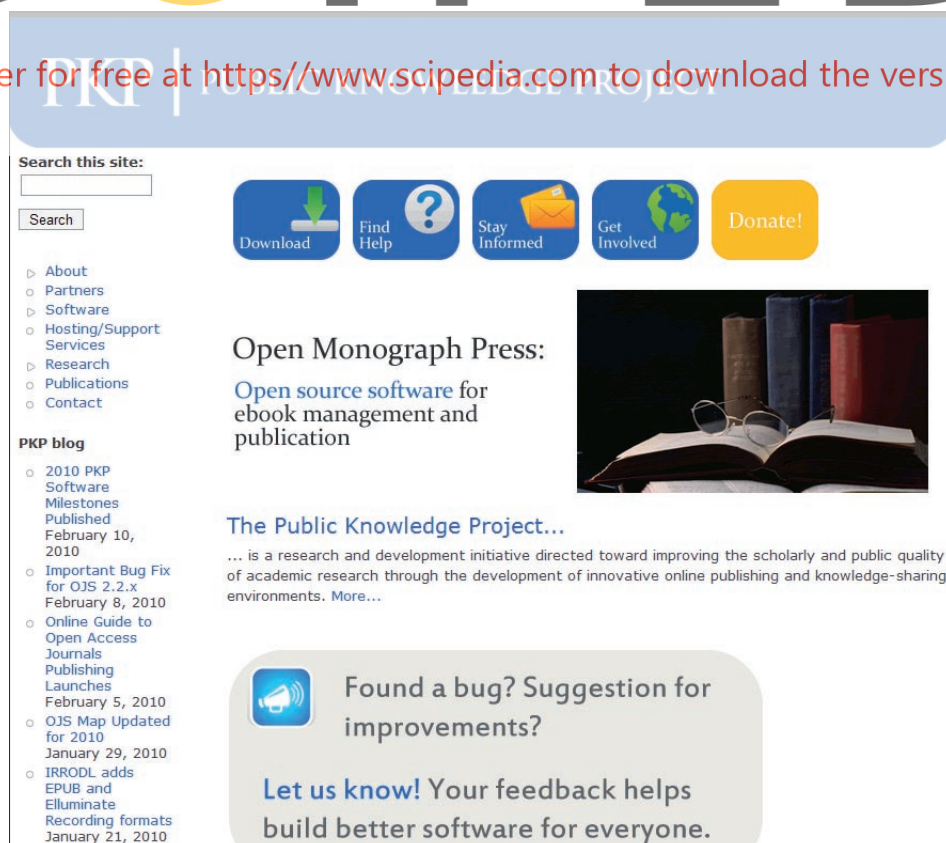 er for free at https//www.scipedia.com to download the vers
PKP | PUBLIC KNOWLEDGE PROJECT
Search this site:
Search
About
Partners
Software
Hosting/Support
Services
Research
Publications
Contact
PKP blog
2010 PKP
Software
Milestones
Published
February 10,
2010
Important Bug Fix
for OJS 2.2.x
February 8, 2010
Online Guide to
Open Access
Journals
Publishing
Launches
February 5, 2010
OJS Map Updated
for 2010
January 29, 2010
IRRODL adds
EPUB and
Elluminate
Recording formats
January 21, 2010
Download
Find
Help
Stay
Informed
Get
Involved
Donate!
Open Monograph Press:
Open source software for
ebook management and
publication
The Public Knowledge Project...
... is a research and development initiative directed toward improving the scholarly and public quality
of academic research through the development of innovative online publishing and knowledge-sharing
environments. More...
Found a bug? Suggestion for
improvements?
Let us know! Your feedback helps
build better software for everyone.